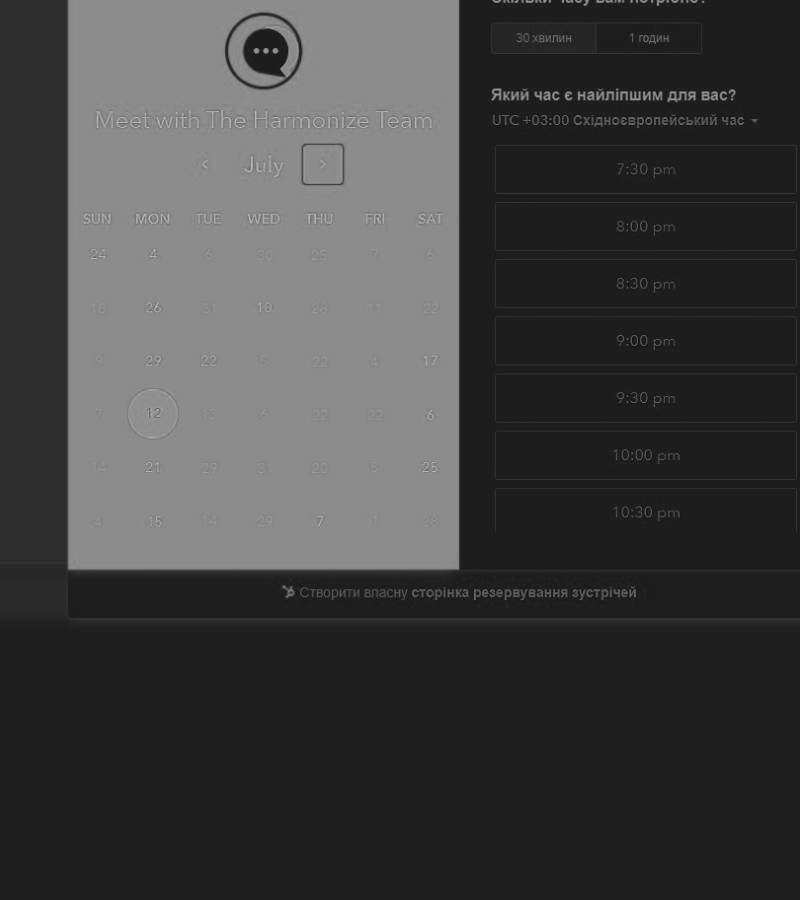 Скільки часу вам потрібно?
30 хвилин 1 годин
Meet with The Harmonize Team
Який час є найліпшим для вас?
UTC +03:00 Східноєвропейський час
July
SUN MON TUE WED THU FRI SAT
24 4 6 30 25 7 6
26 31 10 28 11 22
9 29 22 5 22 4 17
7 12 13 6 22 22 6
14 21 29 31 20 5 25
4 15 14 29 7 1 28
7:30 pm
8:00 pm
8:30 pm
9:00 pm
9:30 pm
10:00 pm
10:30 pm
Створити власну сторінка резервування зустрічей